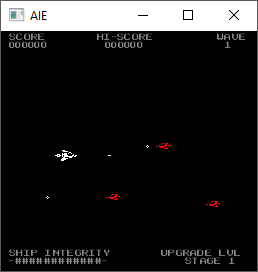 AIE
SCORE HI-SCORE WAVE
000000 000000 1
SHIP INTEGRITY UPGRADE LVL
-############- STAGE 1